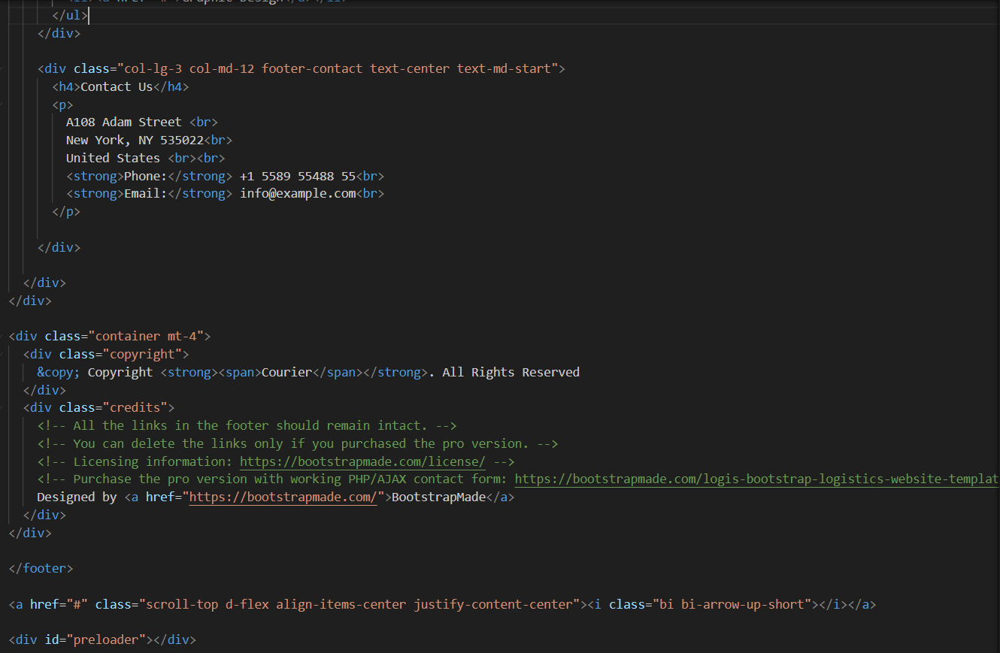 </ul>
</div>
<div class="col-lg-3 col-md-12 footer-contact text-center text-md-start">
<h4>Contact Us</h4>
<p>
A108 Adam Street <br>
New York, NY 535022<br>
United States <br><br>
<strong>Phone:</strong> +1 5589 55488 55<br>
<strong>Email:</strong> info@example.com<br>
</p>
</div>
</div>
</div>
<div class="container mt-4">
<div class="copyright">
&copy; Copyright <strong><span>Courier</span></strong>. All Rights Reserved
</div>
<div class="credits">
<!-- All the links in the footer should remain intact. -->
<!-- You can delete the links only if you purchased the pro version. -->
<!-- Licensing information: https://bootstrapmade.com/license/ -->
<!-- Purchase the pro version with working PHP/AJAX contact form: https://bootstrapmade.com/logis-bootstrap-logistics-website-templat
Designed by <a href="https://bootstrapmade.com/">BootstrapMade</a>
</div>
</div>
</footer>
<a href="#" class="scroll-top d-flex align-items-center justify-content-center"><i class="bi bi-arrow-up-short"></i></a>
<div id="preloader"></div>